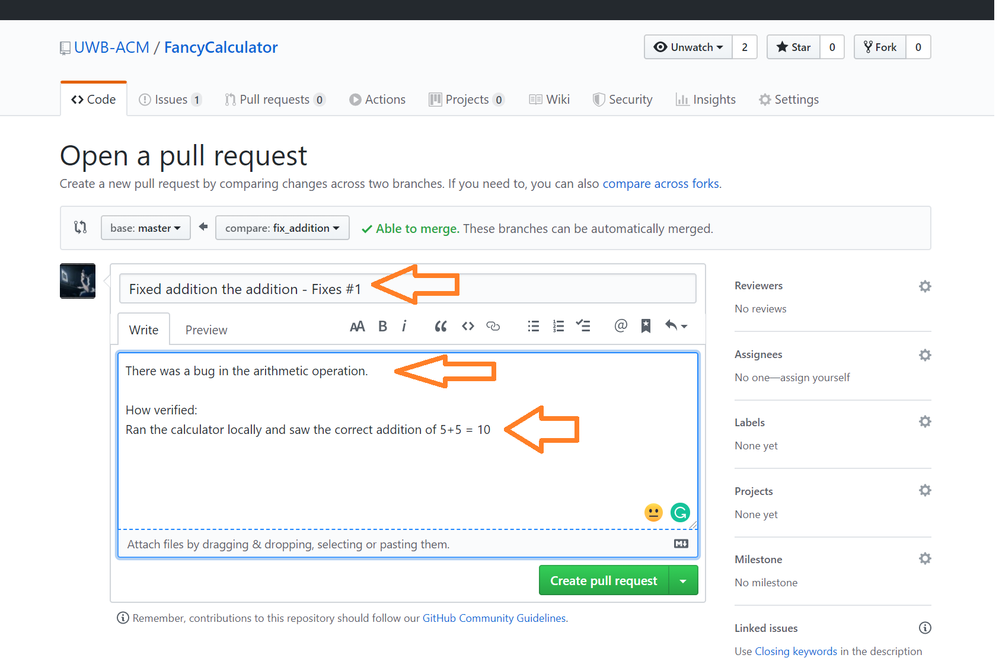 UWB-ACM / FancyCalculator
Unwatch 2 Star 0 Fork 0
Code Issues 1 Pull requests 0 Actions Projects 0 Wiki Security Insights Settings
Open a pull request
Create a new pull request by comparing changes across two branches. If you need to, you can also compare across forks.
base: master compare: fix_addition Able to merge. These branches can be automatically merged.
Fixed addition the addition - Fixes #1
Write Preview AA B i
There was a bug in the arithmetic operation.
How verified:
Ran the calculator locally and saw the correct addition of 5+5 = 10
Attach files by dragging & dropping, selecting or pasting them.
Create pull request
Remember, contributions to this repository should follow our GitHub Community Guidelines.
Reviewers
No reviews
Assignees
No one—assign yourself
Labels
None yet
Projects
None yet
Milestone
No milestone
Linked issues
Use Closing keywords in the description